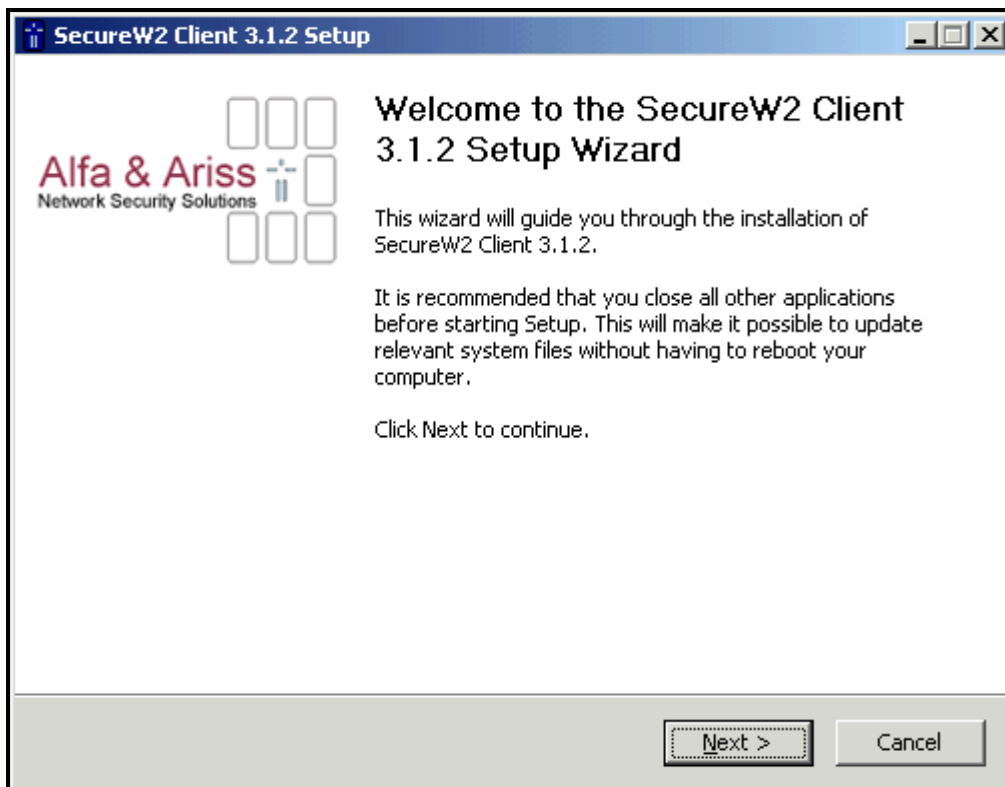 SecureW2 Client 3.1.2 Setup
Alfa & Ariss
Network Security Solutions
Welcome to the SecureW2 Client
3.1.2 Setup Wizard
This wizard will guide you through the installation of
SecureW2 Client 3.1.2.
It is recommended that you close all other applications
before starting Setup. This will make it possible to update
relevant system files without having to reboot your
computer.
Click Next to continue.
Next >
Cancel